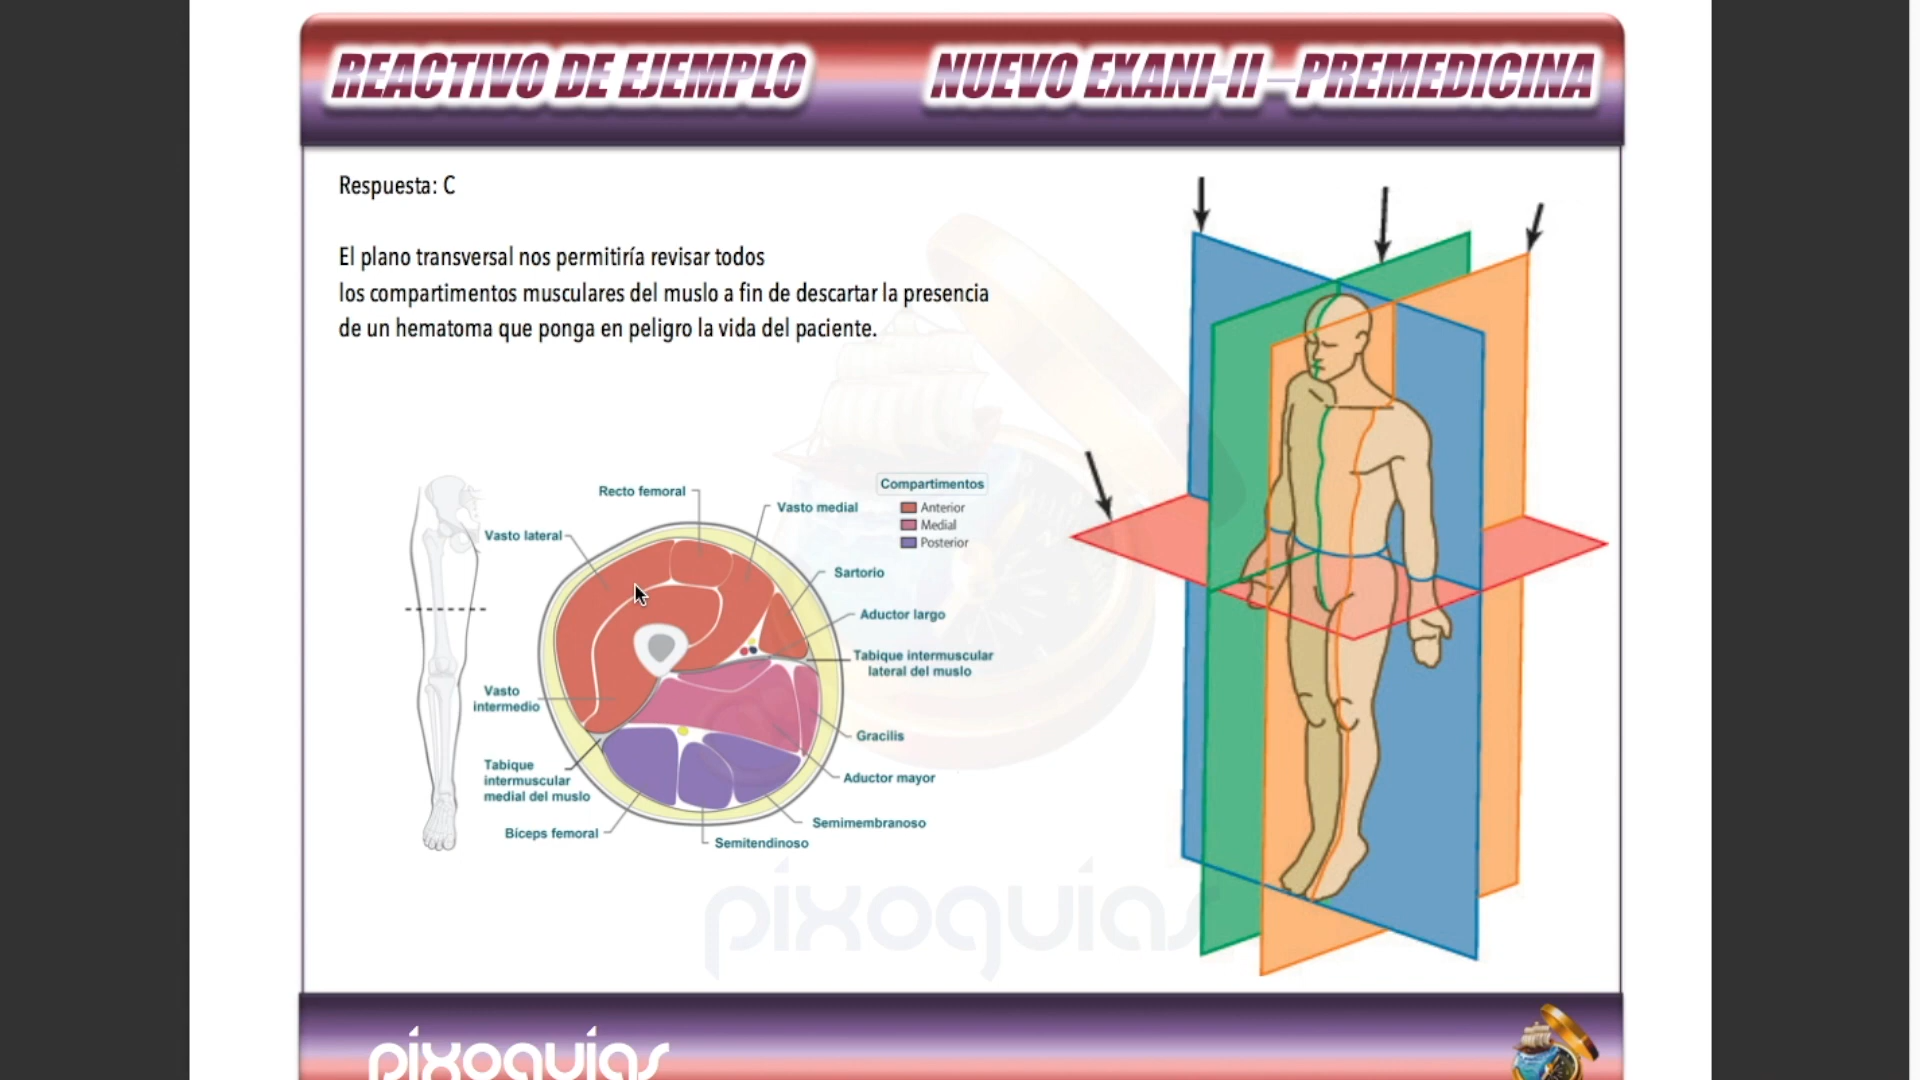 REACTIVO DE EJEMPLO
NUEVO EXANI-II – PREMEDICINA
Respuesta: C
El plano transversal nos permitiría revisar todos
los compartimentos musculares del muslo a fin de descartar la presencia
de un hematoma que ponga en peligro la vida del paciente.
Recto femoral
Vasto medial
Compartimentos
Anterior
Medial
Posterior
Vasto lateral
Sartorio
Aductor largo
Tabique intermuscular
lateral del muslo
Vasto
intermedio
Gracilis
Tabique
intermuscular
medial del muslo
Aductor mayor
Biceps femoral
Semimembranoso
Semitendinoso
pixoguias
pixoguias